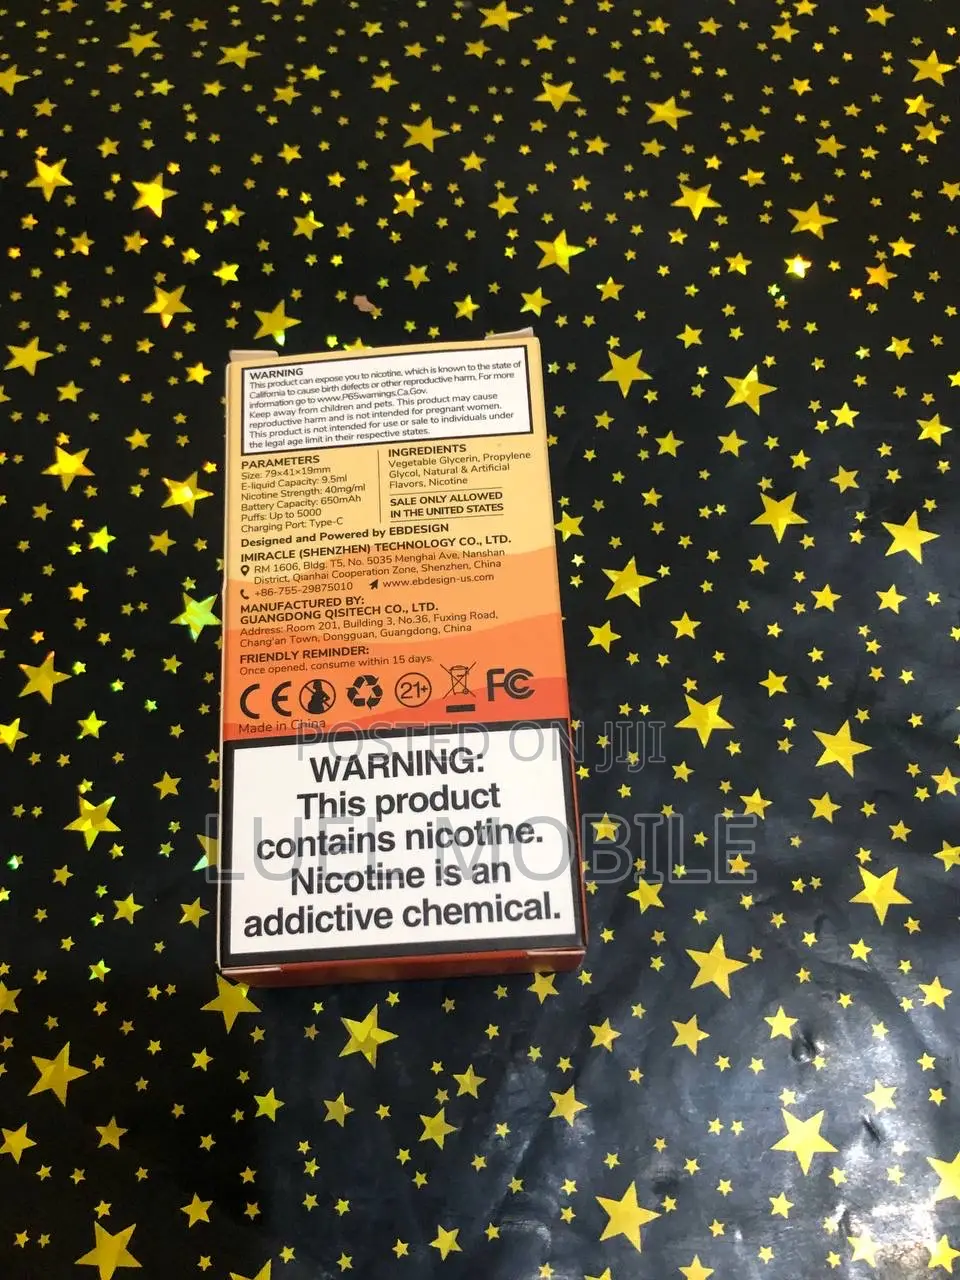 WARNING
This product can expose you to nicotine, which is known to the state of
California to cause birth defects or other reproductive harm. For more
information go to www.P65warnings.Ca.Gov.
Keep away from children and pets. This product may cause
reproductive harm and is not intended for pregnant women.
This product is not intended for use or sale to individuals under
the legal age limit in their respective states.
PARAMETERS
Size: 79×41×19mm
E-liquid Capacity: 9.5ml
Nicotine Strength: 40mg/ml
Battery Capacity: 650mAh
Puffs: Up to 5000
Charging Port: Type-C
INGREDIENTS
Vegetable Glycerin, Propylene
Glycol, Natural & Artificial
Flavors, Nicotine
SALE ONLY ALLOWED
IN THE UNITED STATES
Designed and Powered by EBDESIGN
IMIRACLE (SHENZHEN) TECHNOLOGY CO., LTD.
RM 1606, Bldg. T5, No. 5035 Menghai Ave, Nanshan
District, Qianhai Cooperation Zone, Shenzhen, China
+86-755-29875010 www.ebdesign-us.com
MANUFACTURED BY:
GUANGDONG QISITECH CO., LTD.
Address: Room 201, Building 3, No.36, Fuxing Road,
Chang'an Town, Dongguan, Guangdong, China
FRIENDLY REMINDER:
Once opened, consume within 15 days.
CE 21+ FC
Made in China
POSTED ON JIJI
WARNING:
This product
contains nicotine.
Nicotine is an
addictive chemical.
LUFI MOBILE